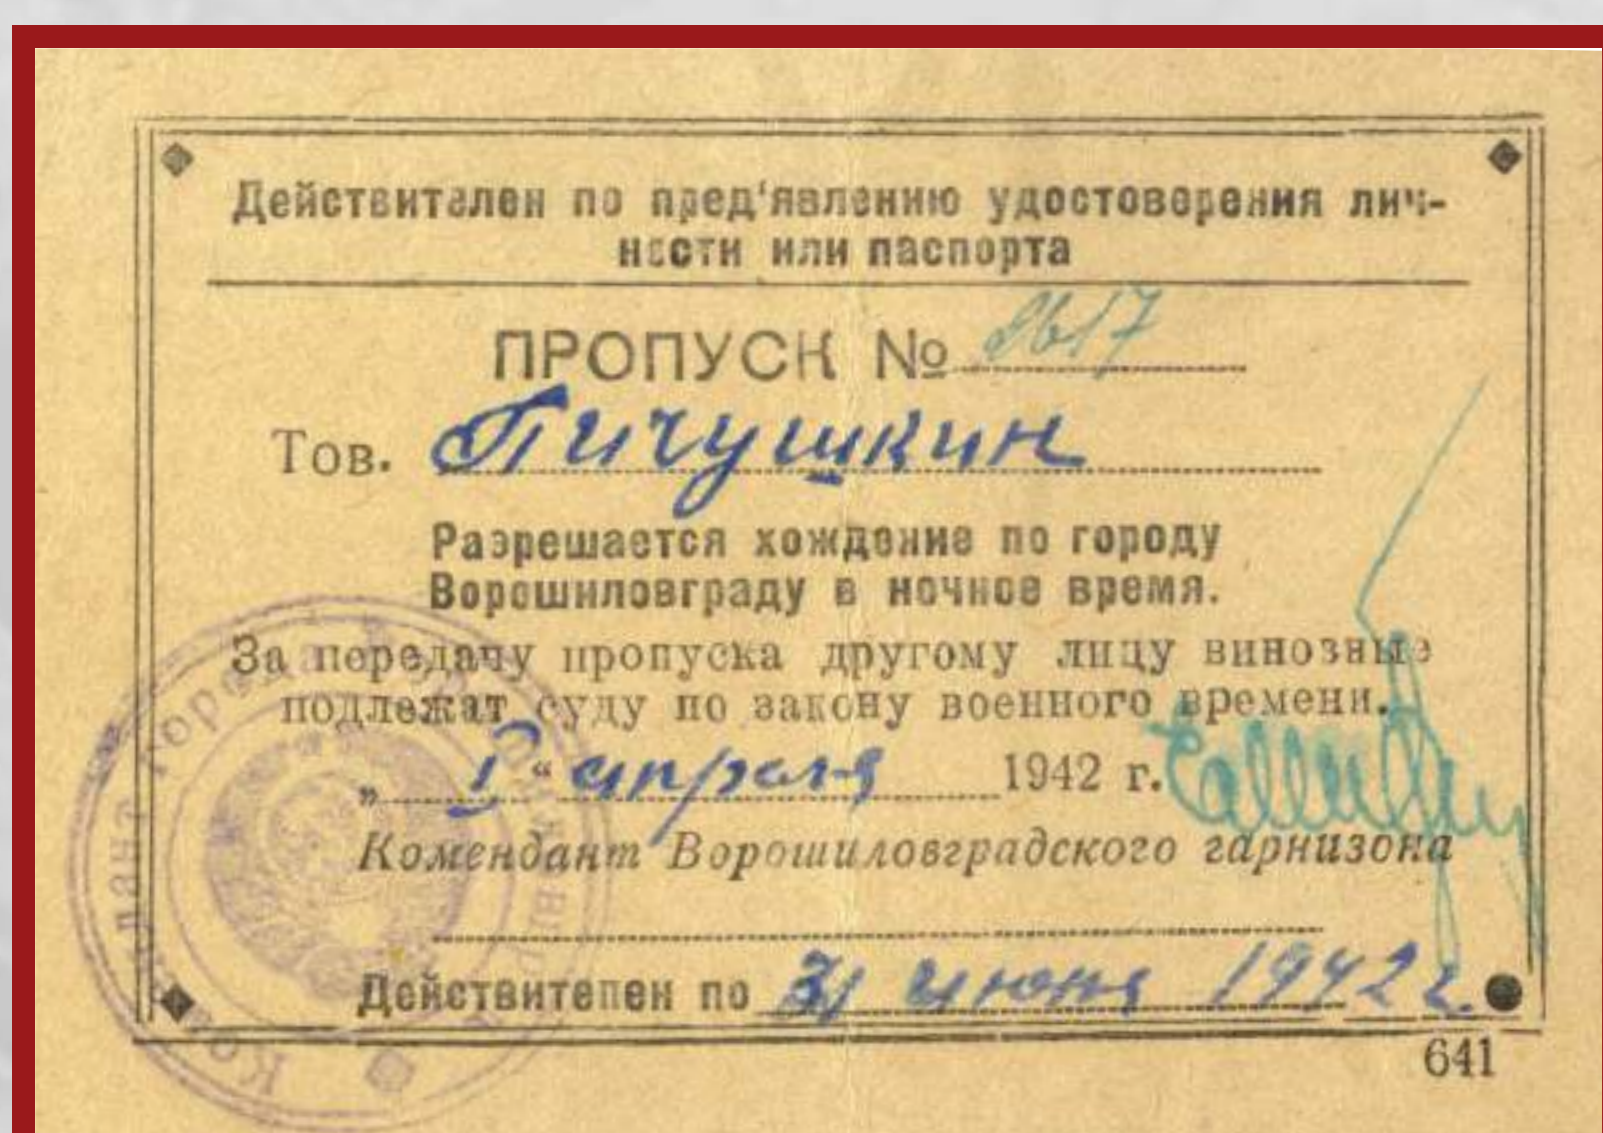 Действителен по пред'явлению удостоверения лич-
ности или паспорта
ПРОПУСК №
Тов. Пичушкин
Разрешается хождение по городу
Ворошиловграду в ночное время.
За передачу пропуска другому лицу виновные
подлежат суду по закону военного времени.
„ 1 “ апреля 1942 г.
Комендант Ворошиловградского гарнизона
Действителен по 31 июня 1942 г.
641